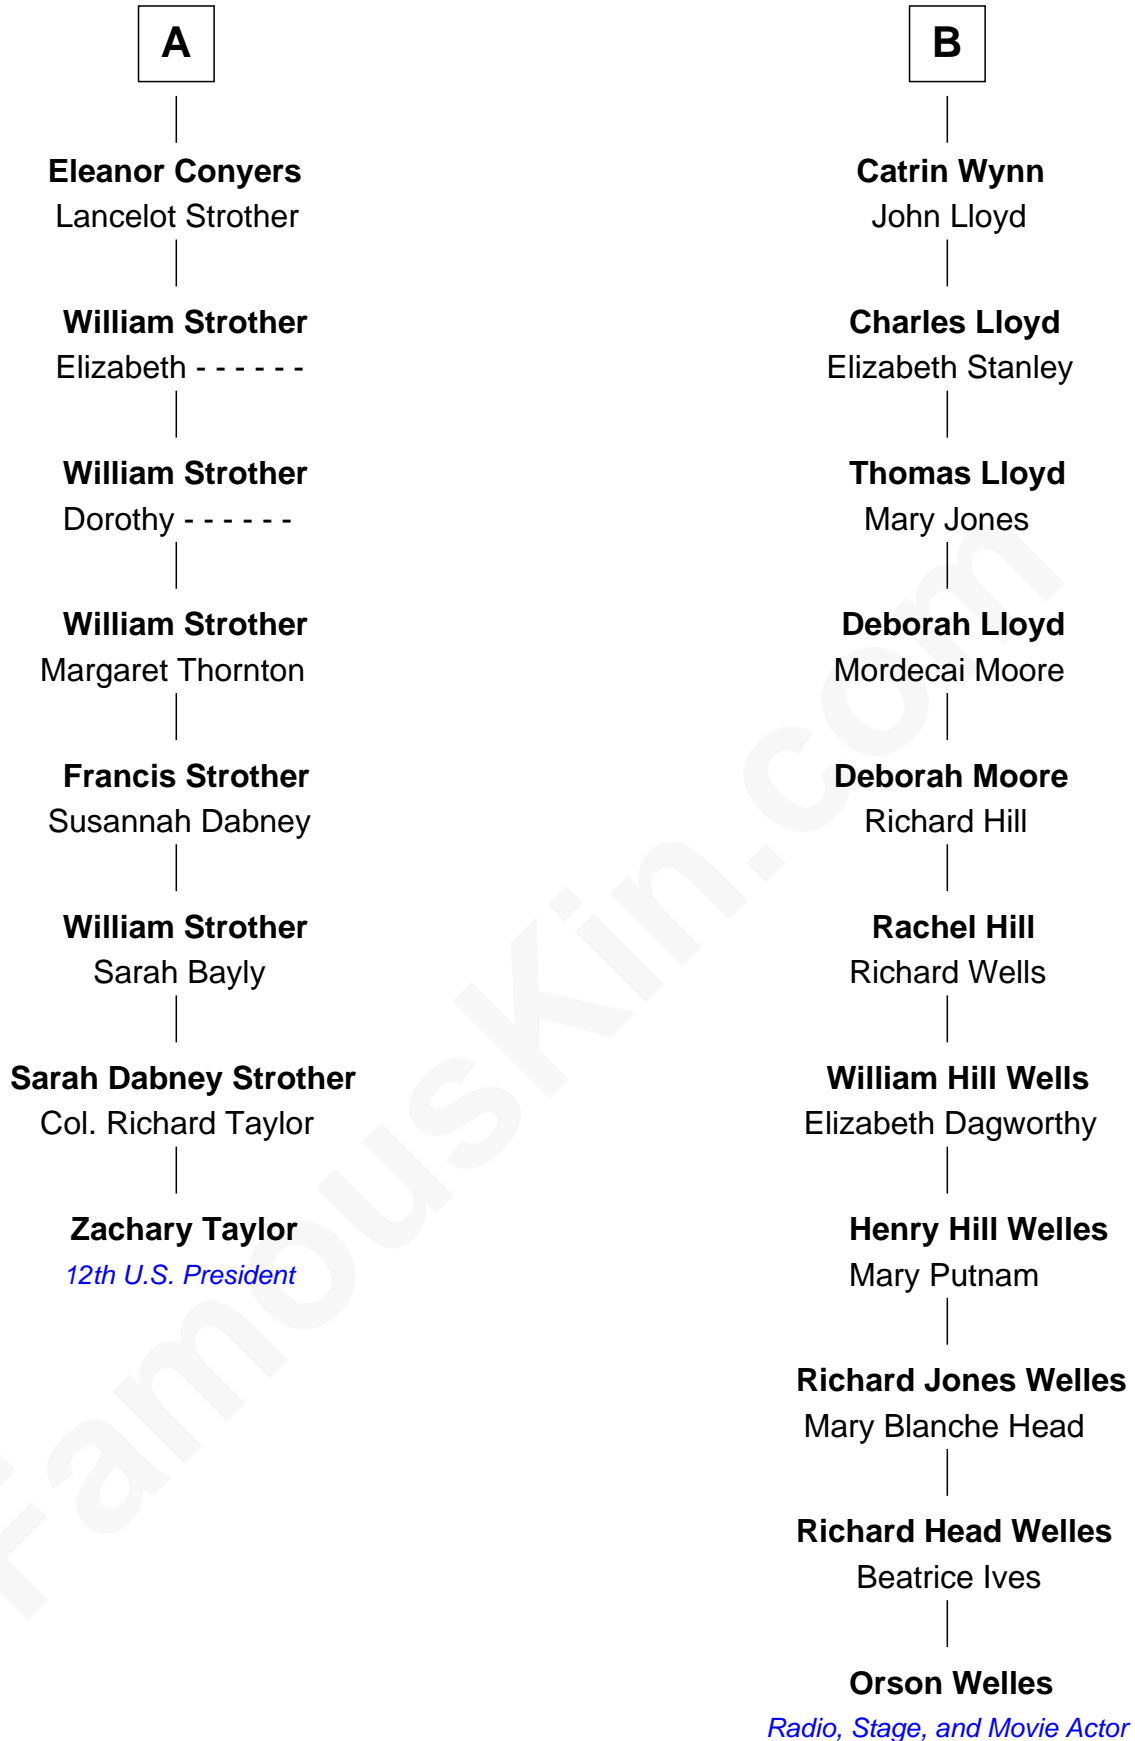 A
Eleanor Conyers
Lancelot Strother
William Strother
Elizabeth - - - - - -
William Strother
Dorothy - - - - - -
William Strother
Margaret Thornton
Francis Strother
Susannah Dabney
William Strother
Sarah Bayly
Sarah Dabney Strother
Col. Richard Taylor
Zachary Taylor
12th U.S. President
B
Catrin Wynn
John Lloyd
Charles Lloyd
Elizabeth Stanley
Thomas Lloyd
Mary Jones
Deborah Lloyd
Mordecai Moore
Deborah Moore
Richard Hill
Rachel Hill
Richard Wells
William Hill Wells
Elizabeth Dagworthy
Henry Hill Welles
Mary Putnam
Richard Jones Welles
Mary Blanche Head
Richard Head Welles
Beatrice Ives
Orson Welles
Radio, Stage, and Movie Actor
FamousKin.com